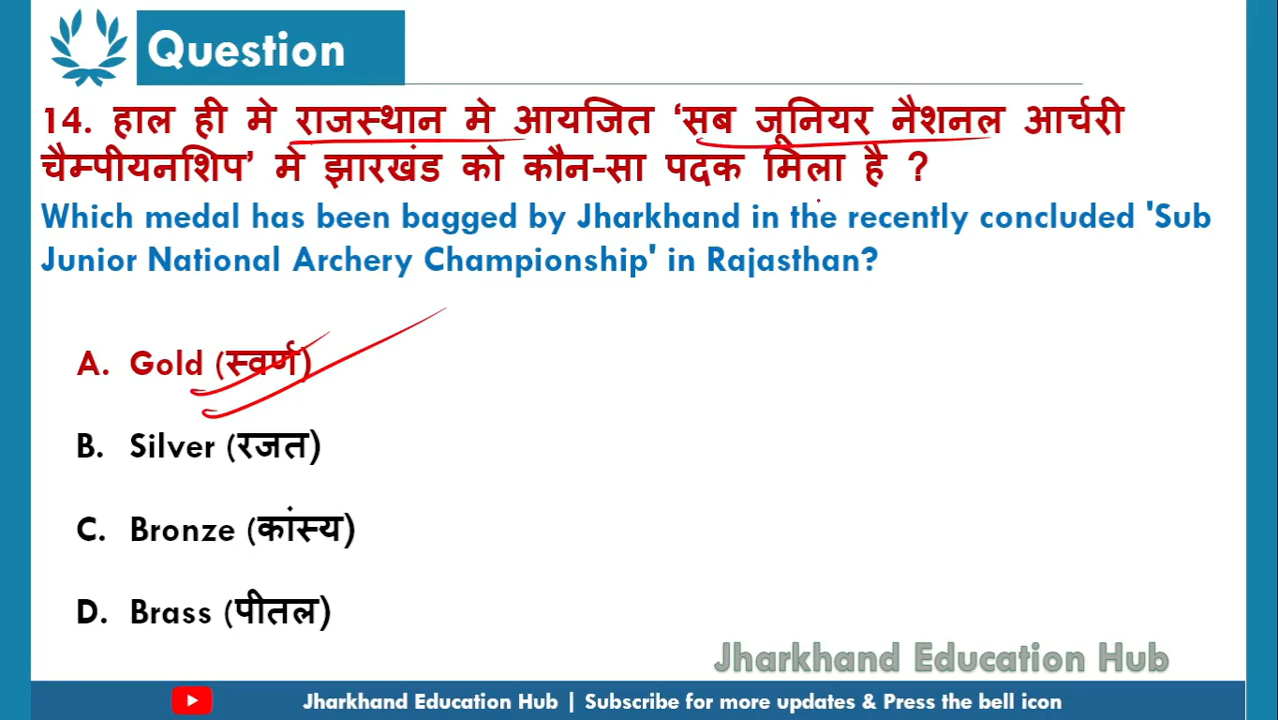 Question
14. हाल ही मे राजस्थान मे आयजित ‘सब जूनियर नैशनल आर्चरी
चैम्पीयनशिप’ मे झारखंड को कौन-सा पदक मिला है ?
Which medal has been bagged by Jharkhand in the recently concluded 'Sub
Junior National Archery Championship' in Rajasthan?
A. Gold (स्वर्ण)
B. Silver (रजत)
C. Bronze (कांस्य)
D. Brass (पीतल)
Jharkhand Education Hub
Jharkhand Education Hub | Subscribe for more updates & Press the bell icon